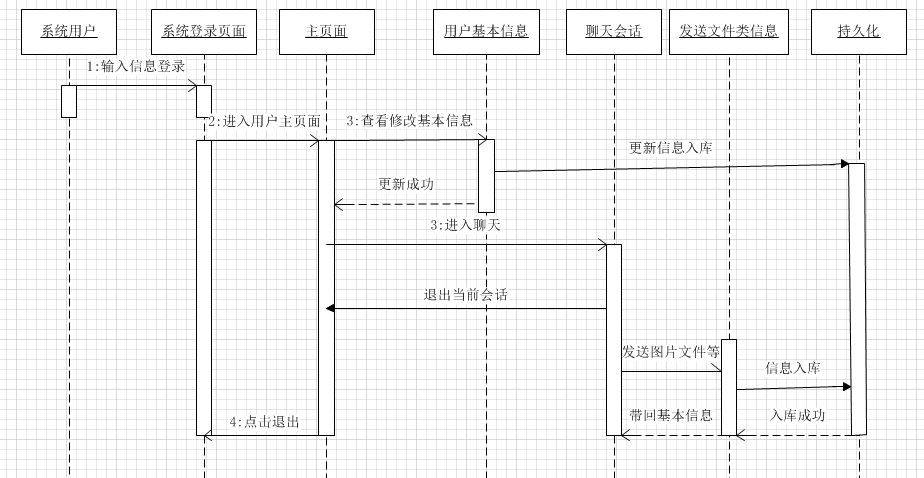 系统用户
系统登录页面
主页面
用户基本信息
聊天会话
发送文件类信息
持久化
1:输入信息登录
2:进入用户主页面
3:查看修改基本信息
更新信息入库
更新成功
3:进入聊天
退出当前会话
发送图片文件等
信息入库
带回基本信息
入库成功
4:点击退出